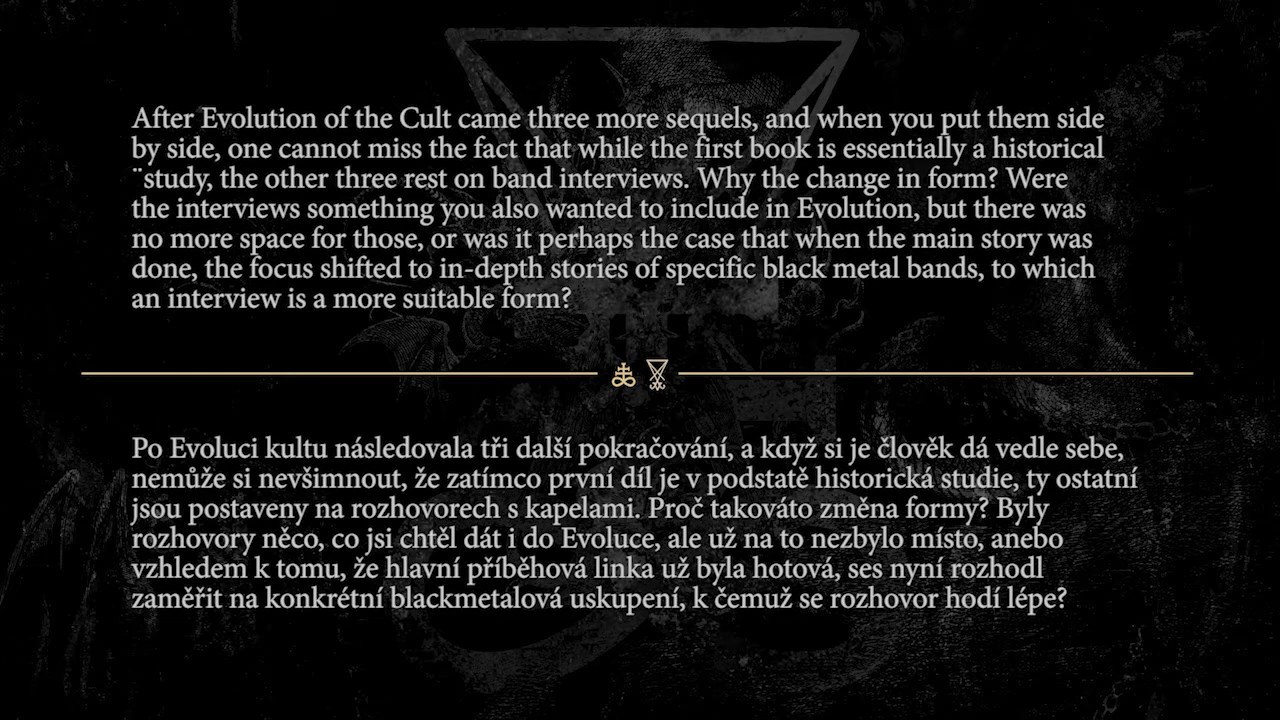 After Evolution of the Cult came three more sequels, and when you put them side
by side, one cannot miss the fact that while the first book is essentially a historical
¨study, the other three rest on band interviews. Why the change in form? Were
the interviews something you also wanted to include in Evolution, but there was
no more space for those, or was it perhaps the case that when the main story was
done, the focus shifted to in-depth stories of specific black metal bands, to which
an interview is a more suitable form?
Po Evoluci kultu následovala tři další pokračování, a když si je člověk dá vedle sebe,
nemůže si nevšimnout, že zatímco první díl je v podstatě historická studie, ty ostatní
jsou postaveny na rozhovorech s kapelami. Proč takováto změna formy? Byly
rozhovory něco, co jsi chtěl dát i do Evoluce, ale už na to nezbylo místo, anebo
vzhledem k tomu, že hlavní příběhová linka už byla hotová, ses nyní rozhodl
zaměřit na konkrétní blackmetalová uskupení, k čemuž se rozhovor hodí lépe?